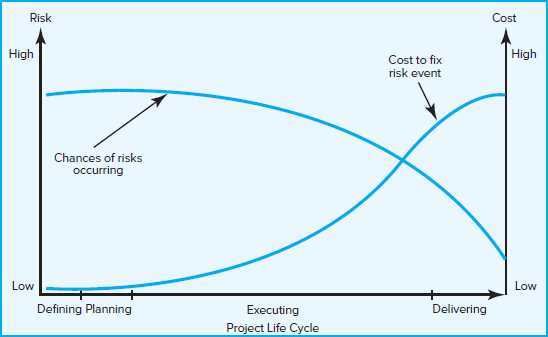 Risk
Cost
High
High
Cost to fix
risk event
Chances of risks
occurring
Low
Low
Defining Planning
Executing
Delivering
Project Life Cycle